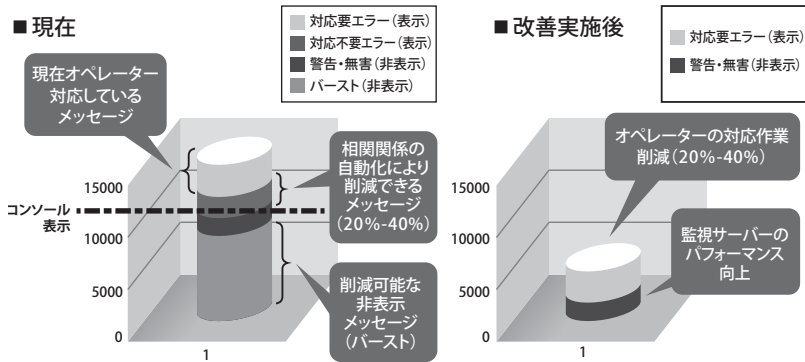 ■ 現在
対応要エラー(表示)
対応不要エラー(表示)
警告・無害(非表示)
バースト(非表示)
現在オペレーター
対応している
メッセージ
相関関係の
自動化により
削減できる
メッセージ
(20%-40%)
削減可能な
非表示
メッセージ
(バースト)
コンソール
表示
15000
10000
5000
0
1
■ 改善実施後
対応要エラー(表示)
警告・無害(非表示)
オペレーターの対応作業
削減(20%-40%)
監視サーバーの
パフォーマンス
向上
15000
10000
5000
0
1